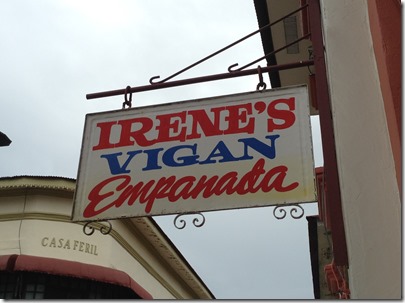 IRENE'S
VIGAN
Empanada
CASA FERIL